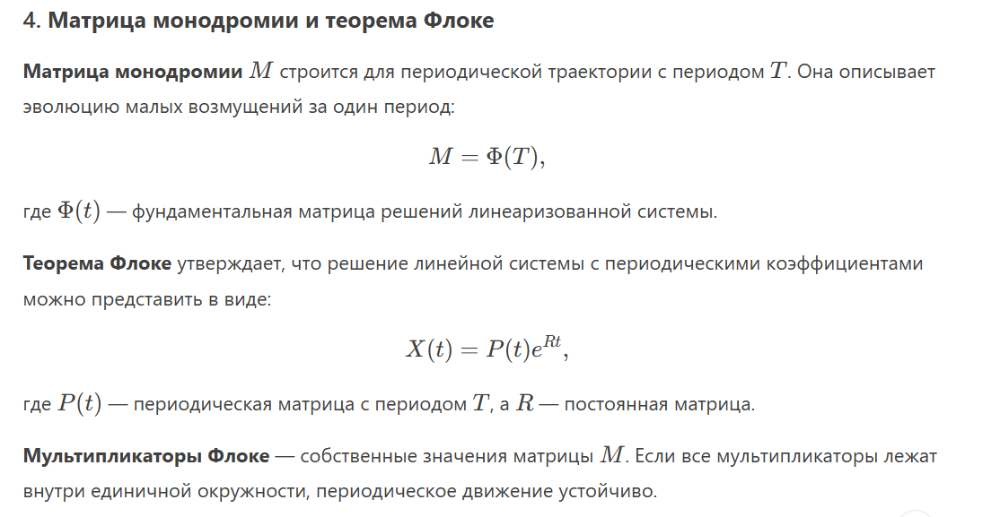 4. Матрица монодромии и теорема Флоке
Матрица монодромии M строится для периодической траектории с периодом T. Она описывает
эволюцию малых возмущений за один период:
M = Φ(T),
где Φ(t) — фундаментальная матрица решений линеаризованной системы.
Теорема Флоке утверждает, что решение линейной системы с периодическими коэффициентами
можно представить в виде:
X(t) = P(t)e^{Rt},
где P(t) — периодическая матрица с периодом T, а R — постоянная матрица.
Мультипликаторы Флоке — собственные значения матрицы M. Если все мультипликаторы лежат
внутри единичной окружности, периодическое движение устойчиво.